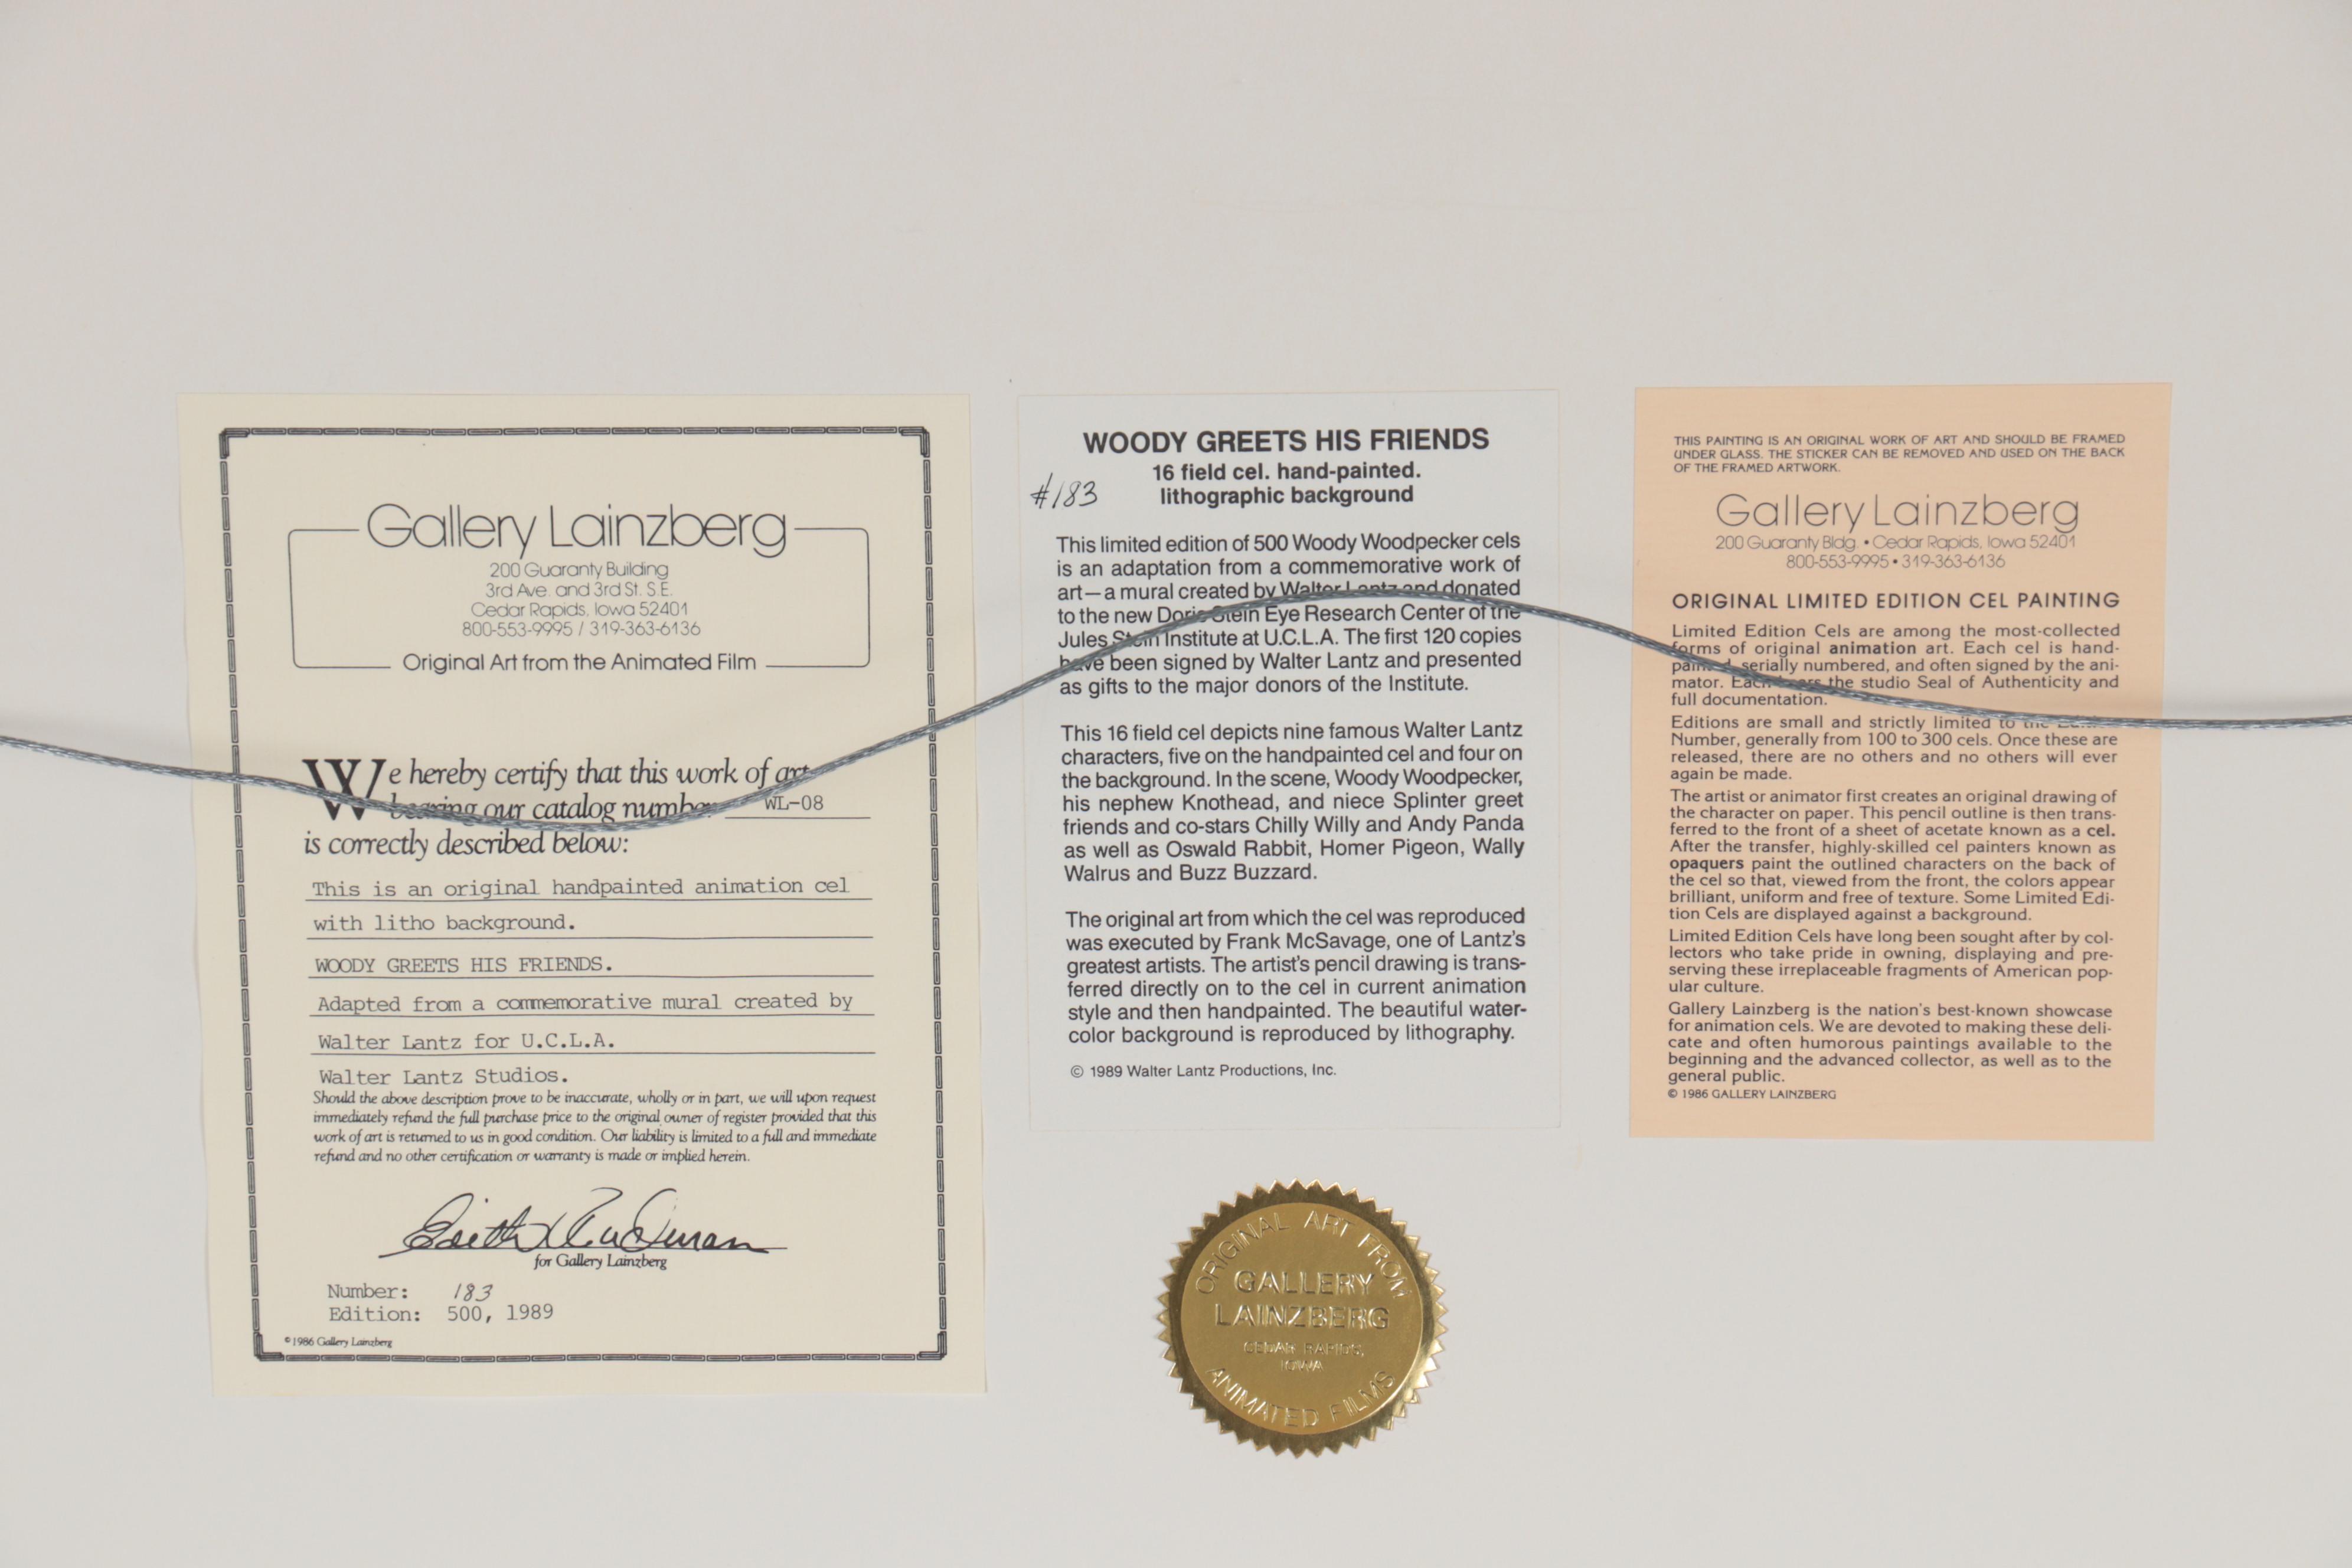 Gallery Lainzberg
200 Guaranty Building
3rd Ave. and 3rd St. S.E.
Cedar Rapids, Iowa 52401
800-553-9995 / 319-363-6136
Original Art from the Animated Film
We hereby certify that this work of art
bearing our catalog number WL-08
is correctly described below:
This is an original handpainted animation cel
with litho background.
WOODY GREETS HIS FRIENDS.
Adapted from a commemorative mural created by
Walter Lantz for U.C.L.A.
Walter Lantz Studios.
Should the above description prove to be inaccurate, wholly or in part, we will upon request
immediately refund the full purchase price to the original owner of register provided that this
work of art is returned to us in good condition. Our liability is limited to a full and immediate
refund and no other certification or warranty is made or implied herein.
for Gallery Lainzberg
Number: 183
Edition: 500, 1989
© 1986 Gallery Lainzberg
WOODY GREETS HIS FRIENDS
16 field cel. hand-painted.
#183
lithographic background
This limited edition of 500 Woody Woodpecker cels
is an adaptation from a commemorative work of
art—a mural created by Walter Lantz and donated
to the new Doris Stein Eye Research Center of the
Jules Stein Institute at U.C.L.A. The first 120 copies
have been signed by Walter Lantz and presented
as gifts to the major donors of the Institute.
This 16 field cel depicts nine famous Walter Lantz
characters, five on the handpainted cel and four on
the background. In the scene, Woody Woodpecker,
his nephew Knothead, and niece Splinter greet
friends and co-stars Chilly Willy and Andy Panda
as well as Oswald Rabbit, Homer Pigeon, Wally
Walrus and Buzz Buzzard.
The original art from which the cel was reproduced
was executed by Frank McSavage, one of Lantz's
greatest artists. The artist's pencil drawing is trans-
ferred directly on to the cel in current animation
style and then handpainted. The beautiful water-
color background is reproduced by lithography.
© 1989 Walter Lantz Productions, Inc.
THIS PAINTING IS AN ORIGINAL WORK OF ART AND SHOULD BE FRAMED
UNDER GLASS. THE STICKER CAN BE REMOVED AND USED ON THE BACK
OF THE FRAMED ARTWORK.
Gallery Lainzberg
200 Guaranty Bldg. • Cedar Rapids, Iowa 52401
800-553-9995 • 319-363-6136
ORIGINAL LIMITED EDITION CEL PAINTING
Limited Edition Cels are among the most-collected
forms of original animation art. Each cel is hand-
painted, serially numbered, and often signed by the ani-
mator. Each bears the studio Seal of Authenticity and
full documentation.
Editions are small and strictly limited to the Edition
Number, generally from 100 to 300 cels. Once these are
released, there are no others and no others will ever
again be made.
The artist or animator first creates an original drawing of
the character on paper. This pencil outline is then trans-
ferred to the front of a sheet of acetate known as a cel.
After the transfer, highly-skilled cel painters known as
opaquers paint the outlined characters on the back of
the cel so that, viewed from the front, the colors appear
brilliant, uniform and free of texture. Some Limited Edi-
tion Cels are displayed against a background.
Limited Edition Cels have long been sought after by col-
lectors who take pride in owning, displaying and pre-
serving these irreplaceable fragments of American pop-
ular culture.
Gallery Lainzberg is the nation's best-known showcase
for animation cels. We are devoted to making these deli-
cate and often humorous paintings available to the
beginning and the advanced collector, as well as to the
general public.
© 1986 GALLERY LAINZBERG
ORIGINAL ART FROM
GALLERY
LAINZBERG
CEDAR RAPIDS,
IOWA
ANIMATED FILMS